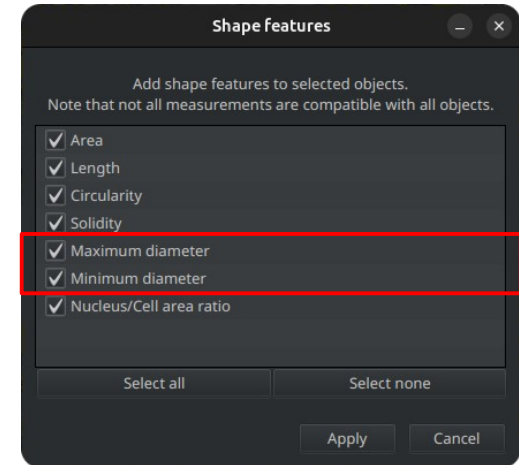 Shape features
Add shape features to selected objects.
Note that not all measurements are compatible with all objects.
Area
Length
Circularity
Solidity
Maximum diameter
Minimum diameter
Nucleus/Cell area ratio
Select all
Select none
Apply
Cancel